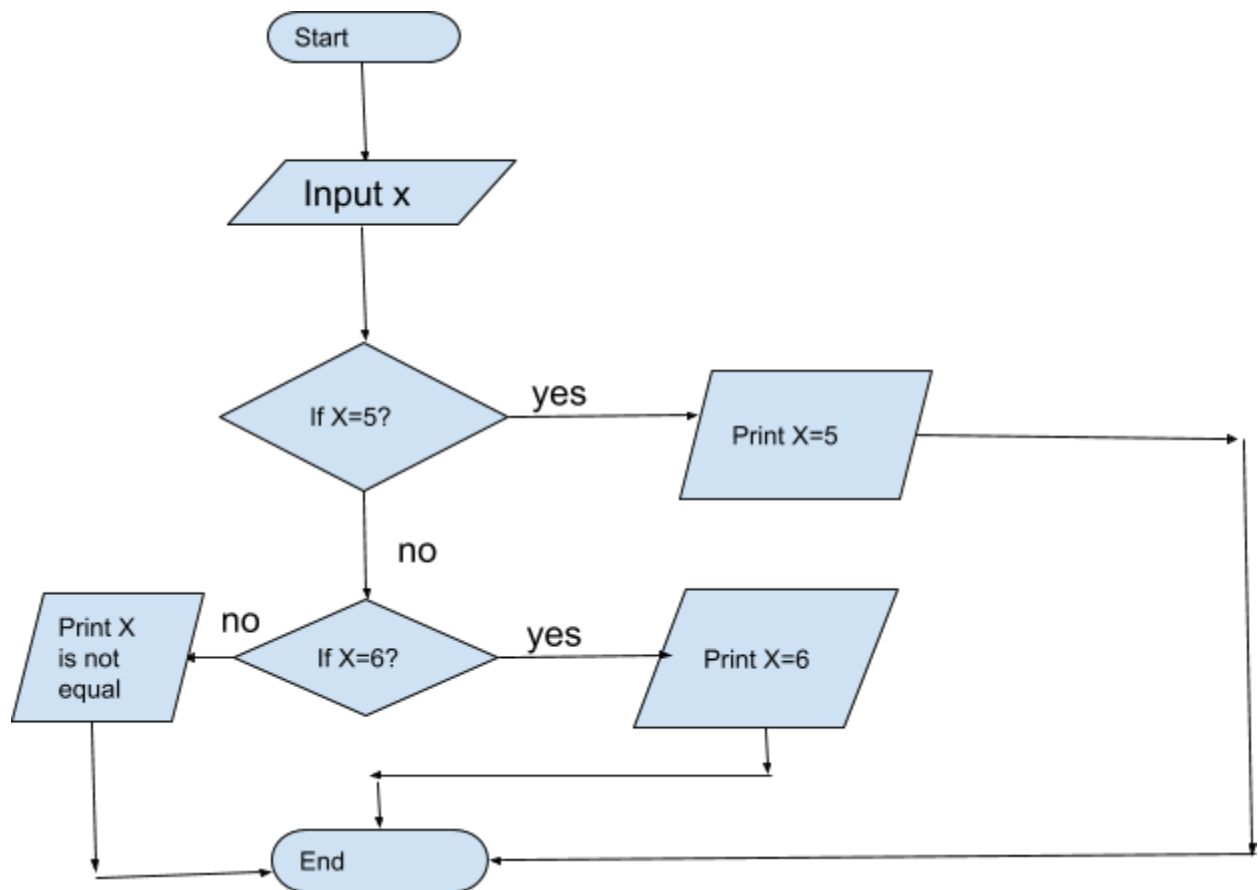 Start
Input x
If X=5?
yes
Print X=5
no
Print X
is not
equal
no
If X=6?
yes
Print X=6
End